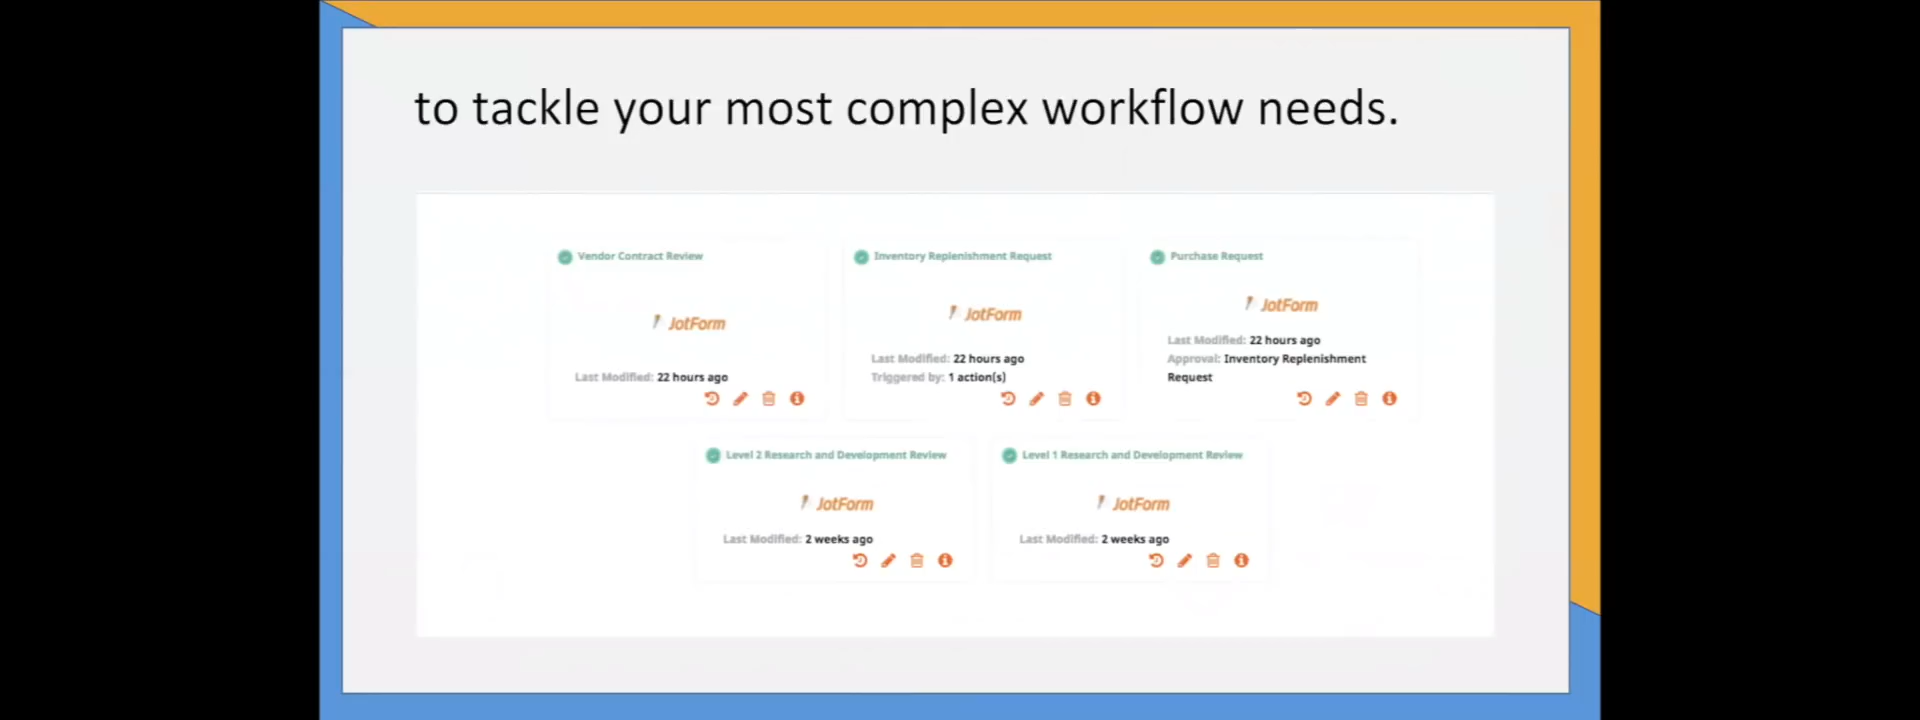 to tackle your most complex workflow needs.
Vendor Contract Review
JotForm
Last Modified: 22 hours ago
Inventory Replenishment Request
JotForm
Last Modified: 22 hours ago
Triggered by: 1 action(s)
Purchase Request
JotForm
Last Modified: 22 hours ago
Approval: Inventory Replenishment
Request
Level 2 Research and Development Review
JotForm
Last Modified: 2 weeks ago
Level 1 Research and Development Review
JotForm
Last Modified: 2 weeks ago